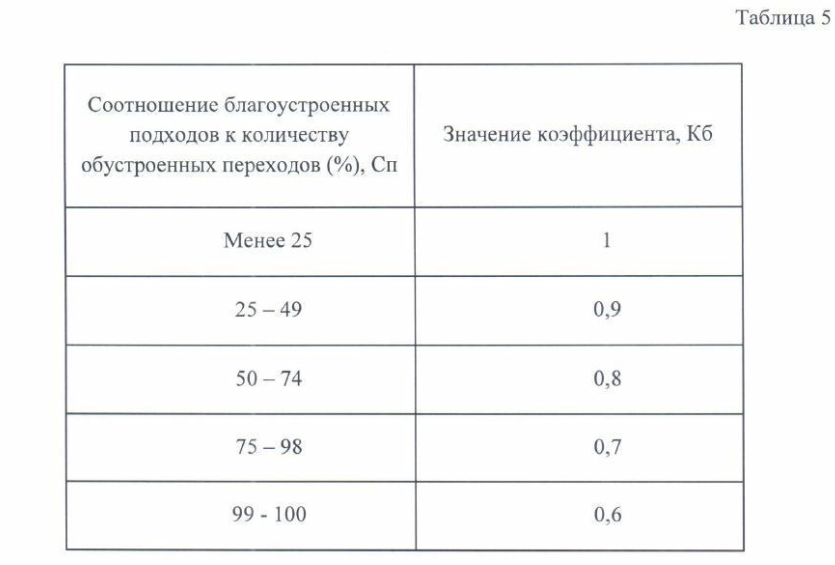 Таблица 5
Соотношение благоустроенных
подходов к количеству
обустроенных переходов (%), Сп
Значение коэффициента, Кб
Менее 25
1
25 – 49
0,9
50 – 74
0,8
75 – 98
0,7
99 - 100
0,6